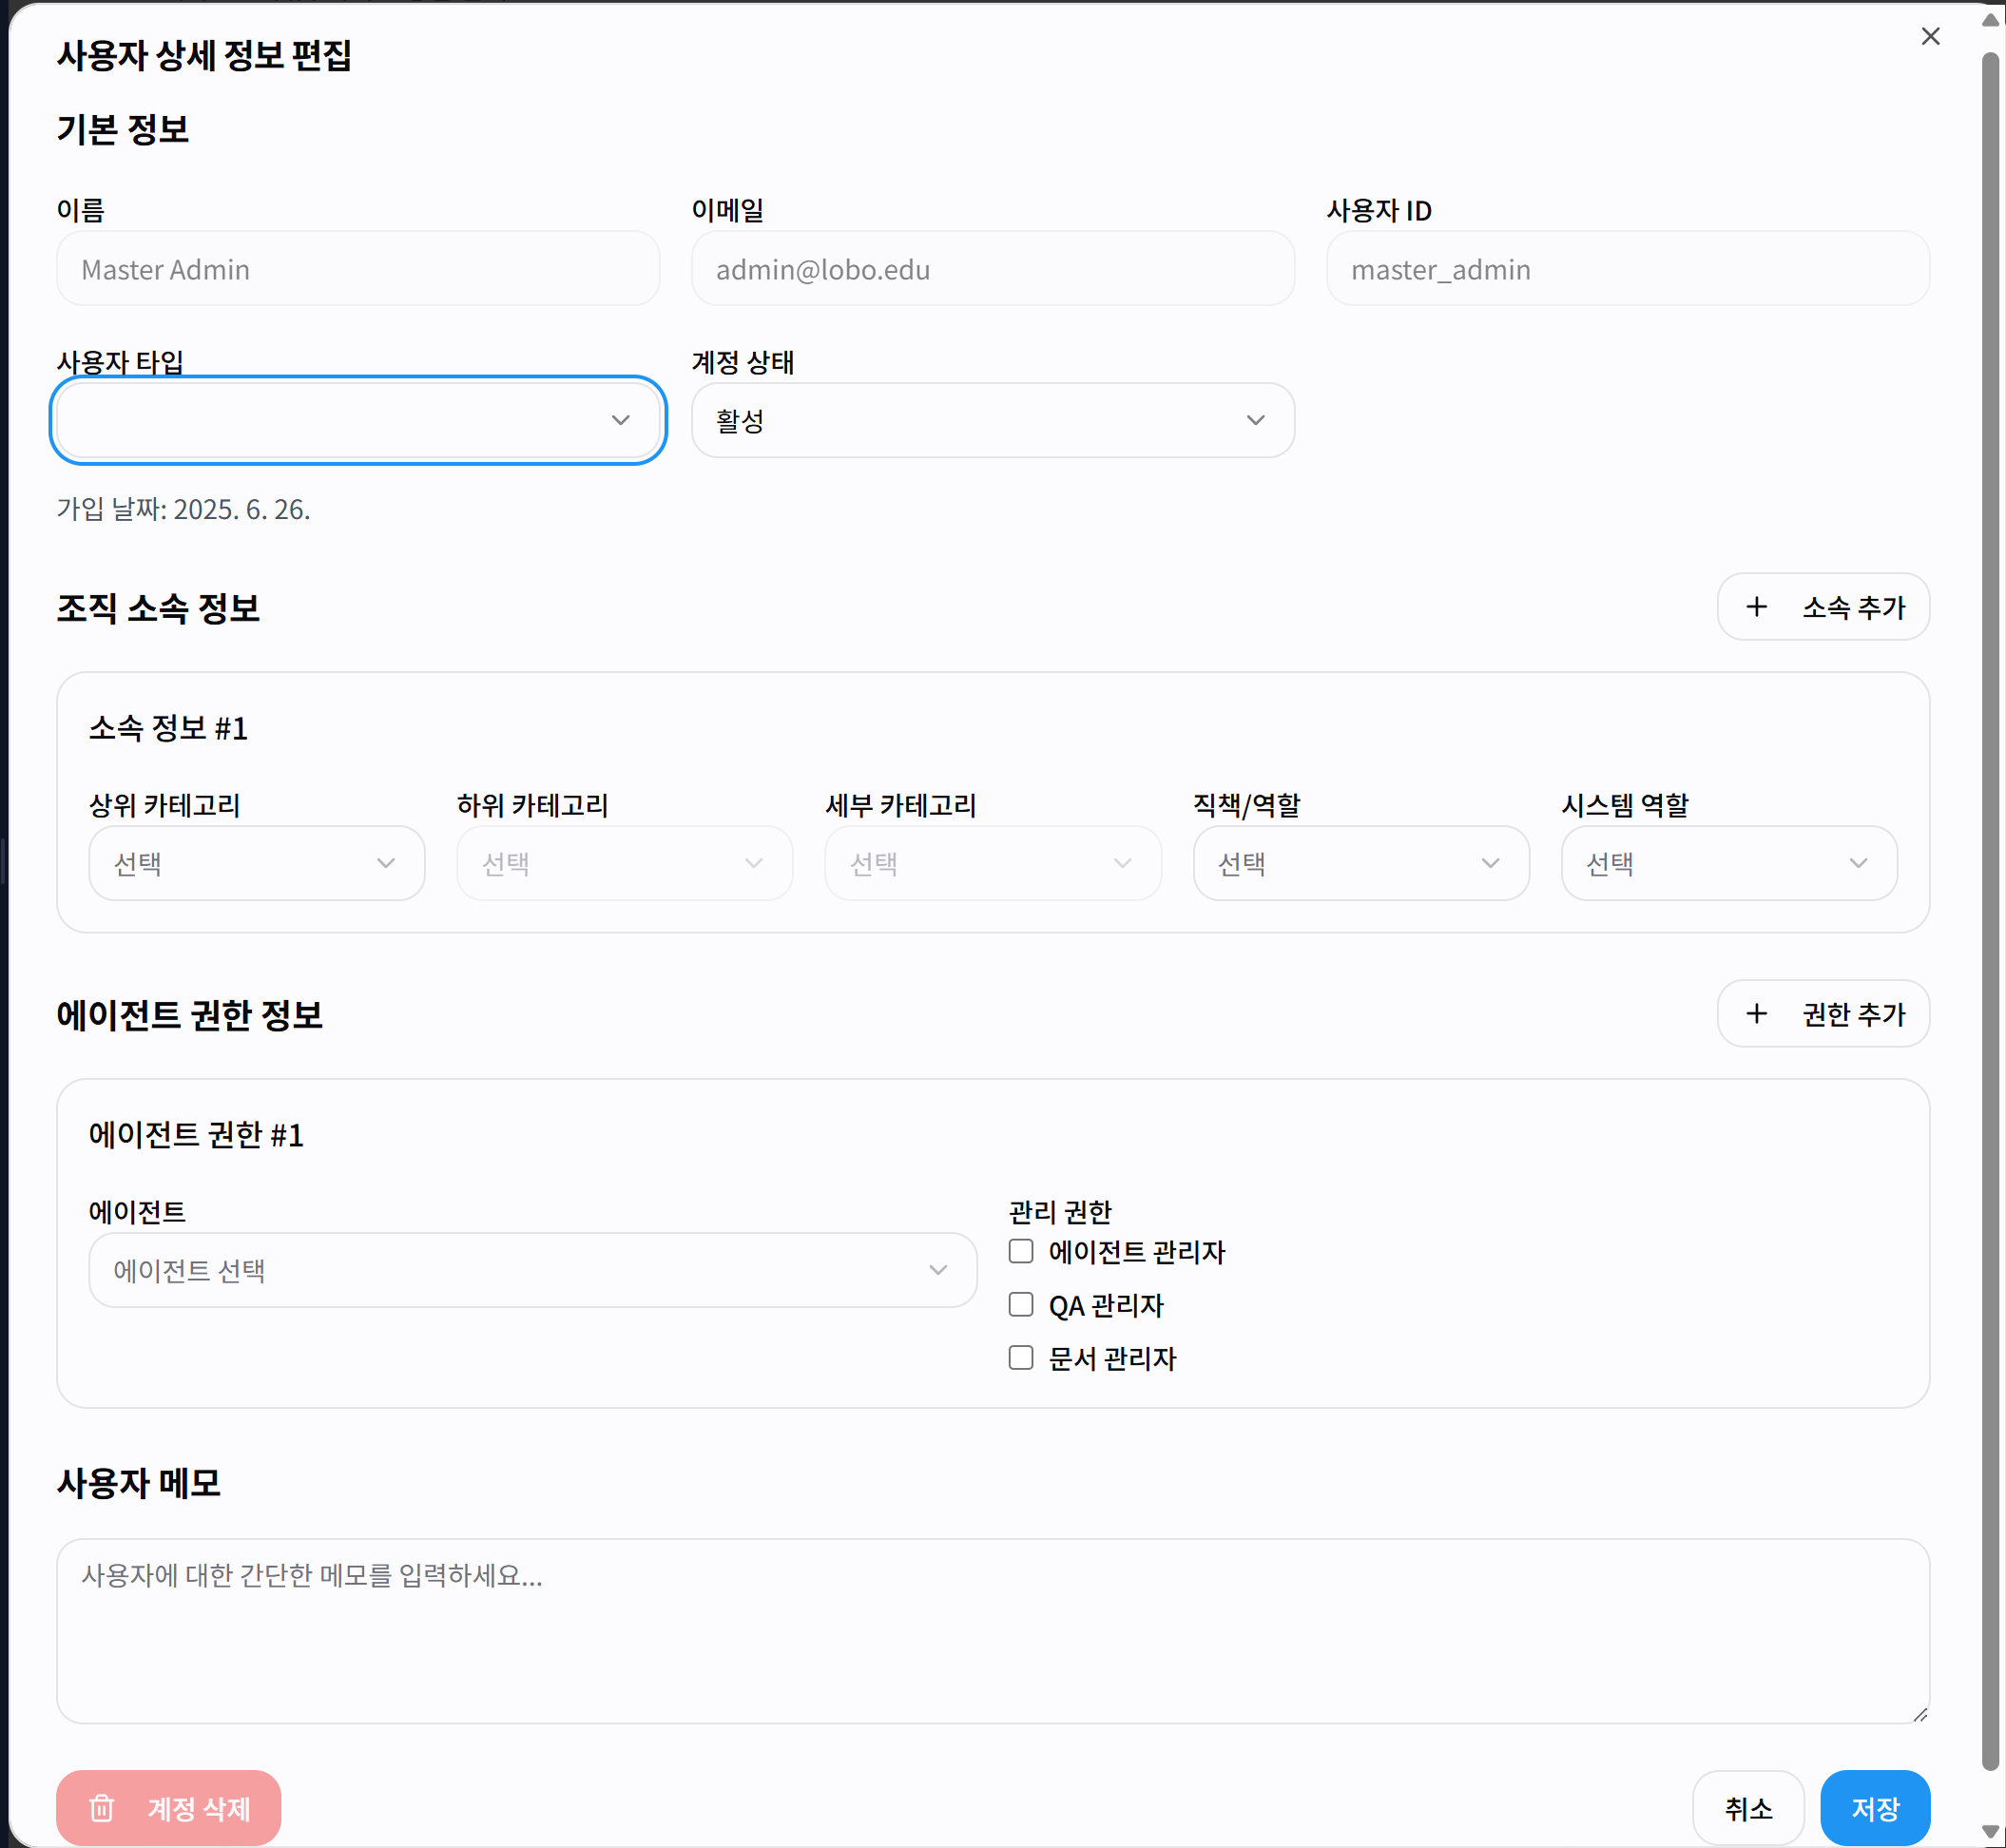 사용자 상세 정보 편집
기본 정보
이름
이메일
사용자 ID
Master Admin
admin@lobo.edu
master_admin
사용자 타입
계정 상태
활성
가입 날짜: 2025. 6. 26.
조직 소속 정보
소속 추가
소속 정보 #1
상위 카테고리
하위 카테고리
세부 카테고리
직책/역할
시스템 역할
선택
선택
선택
선택
선택
에이전트 권한 정보
권한 추가
에이전트 권한 #1
에이전트
관리 권한
에이전트 선택
에이전트 관리자
QA 관리자
문서 관리자
사용자 메모
사용자에 대한 간단한 메모를 입력하세요...
계정 삭제
취소
저장